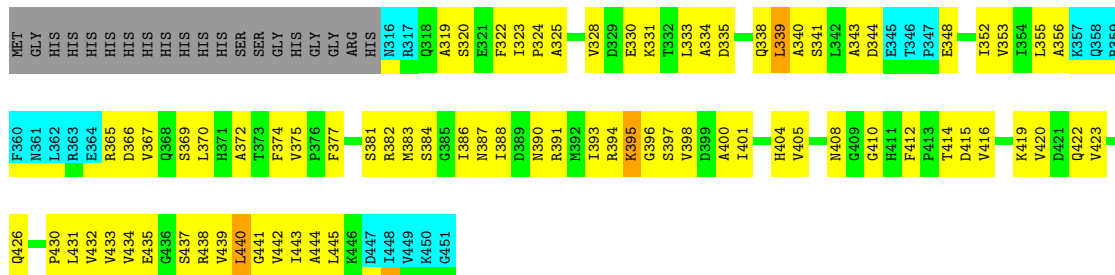 MET GLY HIS HIS HIS HIS HIS HIS HIS HIS HIS HIS SER SER GLY HIS GLY GLY ARG HIS N316 R317 Q318 A319 S320 E321 F322 I323 P324 A325 V328 D329 E330 K331 T332 L333 A334 D335 Q338 L339 A340 S341 L342 A343 D344 E345 T346 P347 E348 I352 V353 I354 L355 A356 K357 Q358 P359
F360 N361 L362 R363 E364 R365 D366 V367 Q368 S369 L370 H371 A372 T373 F374 V375 P376 F377 S381 R382 M383 S384 G385 I386 N387 I388 D389 N390 R391 M392 I393 R394 K395 G396 S397 V398 D399 A400 I401 H404 V405 N408 G409 G410 H411 F412 P413 T414 D415 V416 K419 V420 D421 Q422 V423
Q426 P430 L431 V432 V433 V434 E435 G436 S437 R438 V439 L440 G441 V442 I443 A444 L445 K446 D447 I448 V449 K450 G451